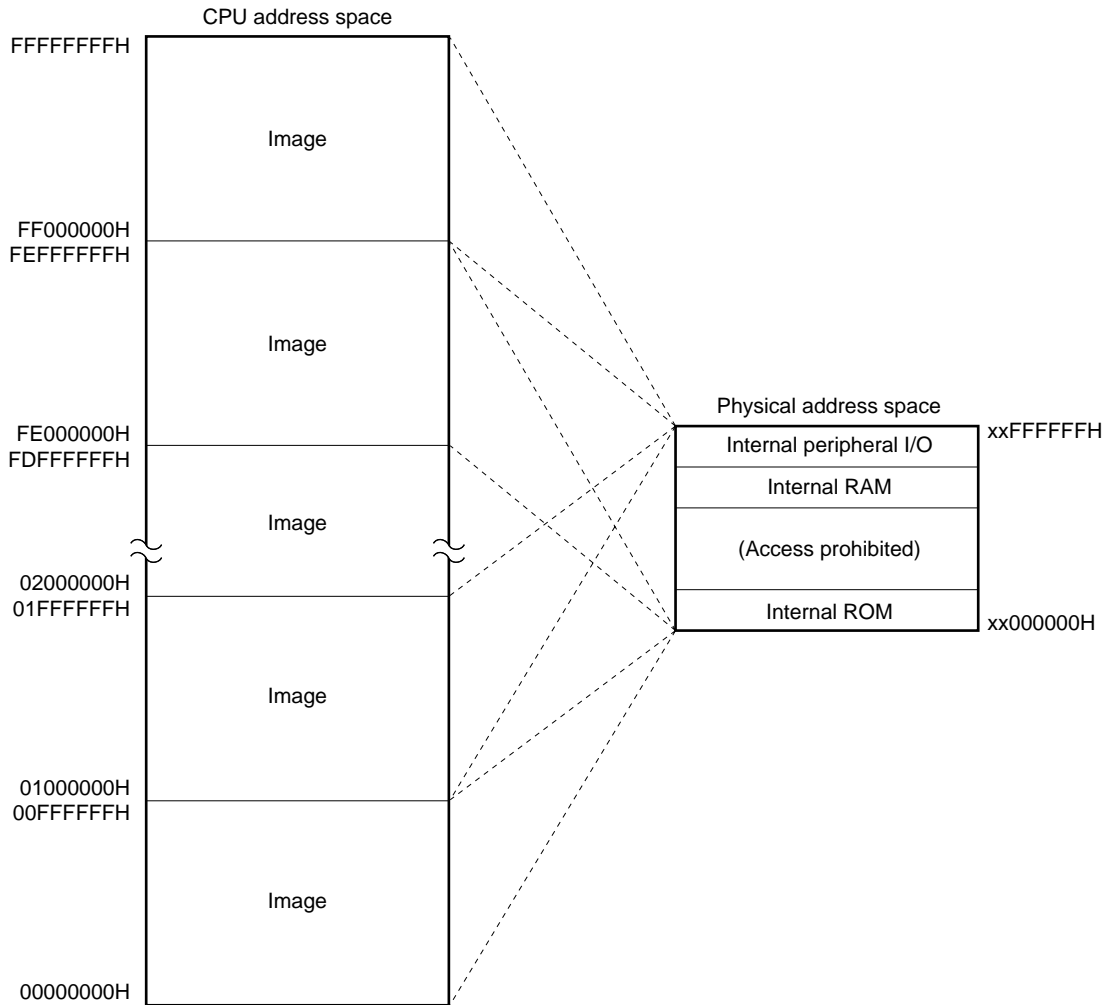 CPU address space
FFFFFFFFH
Image
FF000000H
FEFFFFFFH
Image
FE000000H
FDFFFFFFH
Image
02000000H
01FFFFFFH
Image
01000000H
00FFFFFFH
Image
00000000H
Physical address space
xxFFFFFFH
Internal peripheral I/O
Internal RAM
(Access prohibited)
Internal ROM
xx000000H